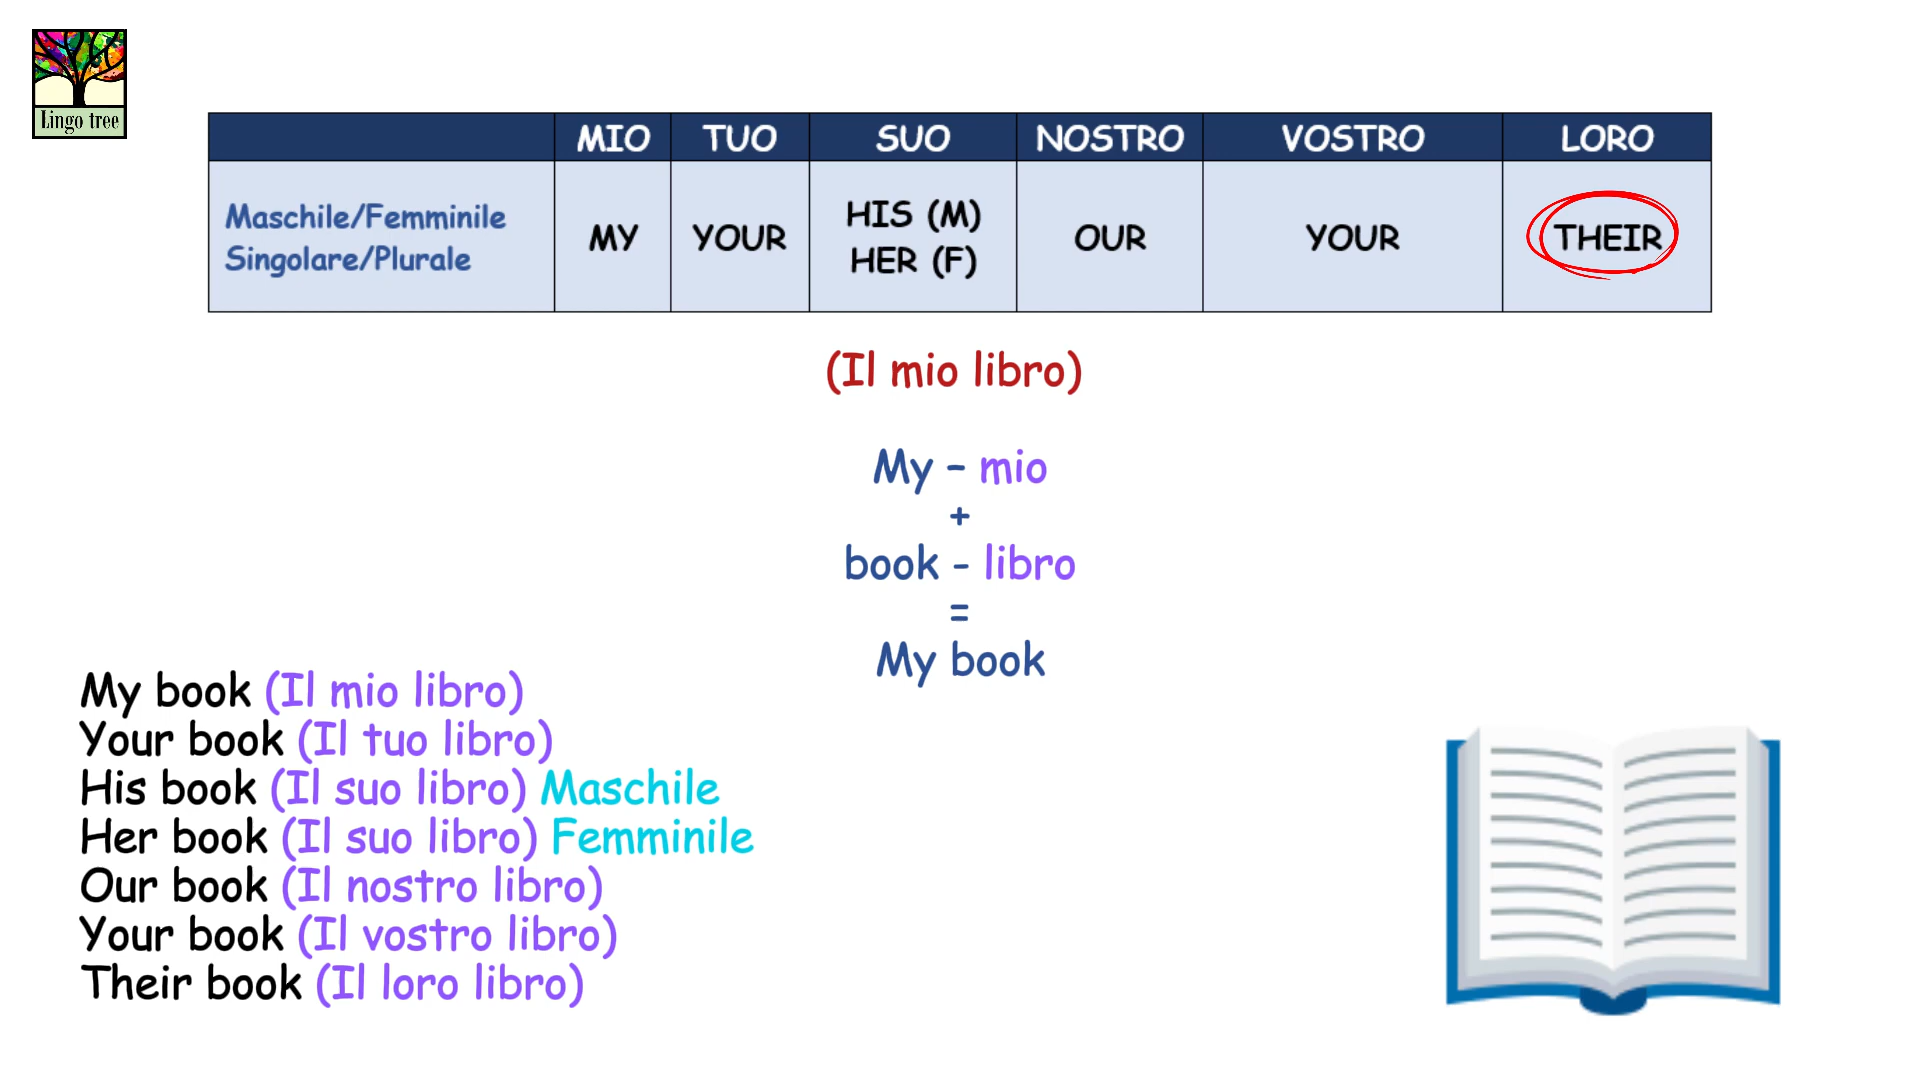 Lingo tree
MIO TUO SUO NOSTRO VOSTRO LORO
Maschile/Femminile
Singolare/Plurale
MY YOUR HIS (M) HER (F) OUR YOUR THEIR
(Il mio libro)
My – mio
+
book - libro
=
My book
My book (Il mio libro)
Your book (Il tuo libro)
His book (Il suo libro) Maschile
Her book (Il suo libro) Femminile
Our book (Il nostro libro)
Your book (Il vostro libro)
Their book (Il loro libro)